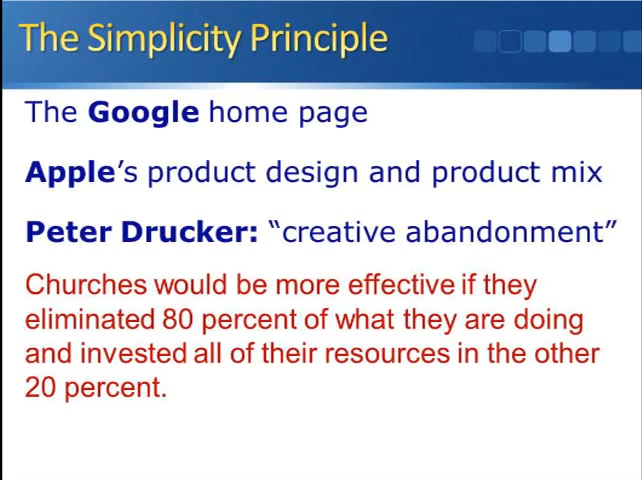 The Simplicity Principle
The Google home page
Apple’s product design and product mix
Peter Drucker: “creative abandonment”
Churches would be more effective if they
eliminated 80 percent of what they are doing
and invested all of their resources in the other
20 percent.